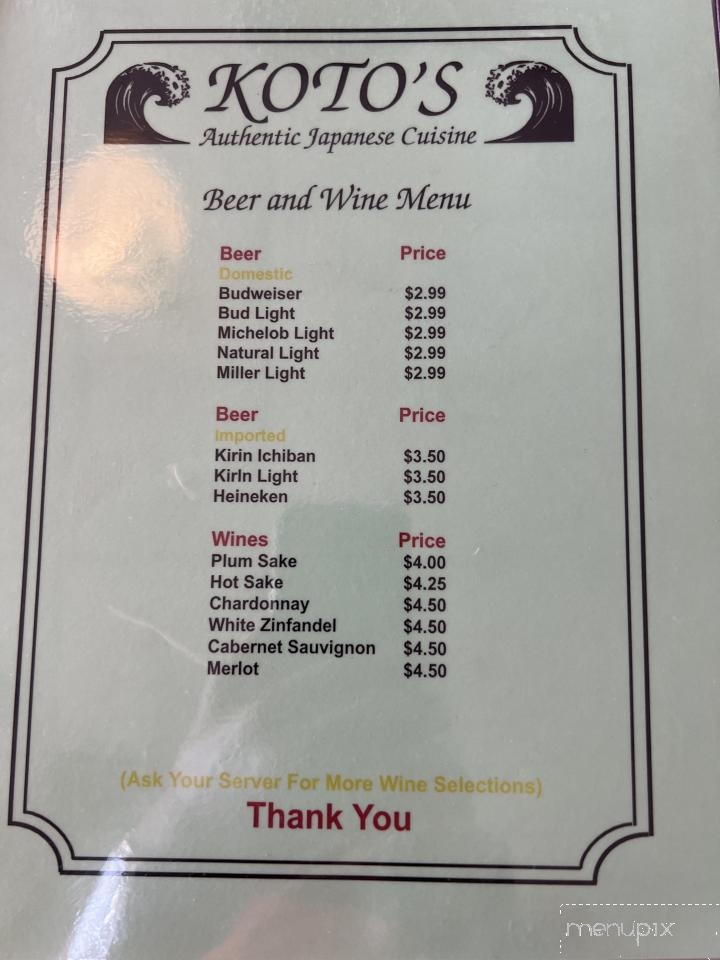 KOTO'S
Authentic Japanese Cuisine
Beer and Wine Menu
Beer Price
Domestic
Budweiser $2.99
Bud Light $2.99
Michelob Light $2.99
Natural Light $2.99
Miller Light $2.99
Beer Price
Imported
Kirin Ichiban $3.50
KirIn Light $3.50
Heineken $3.50
Wines Price
Plum Sake $4.00
Hot Sake $4.25
Chardonnay $4.50
White Zinfandel $4.50
Cabernet Sauvignon $4.50
Merlot $4.50
(Ask Your Server For More Wine Selections)
Thank You
menupix